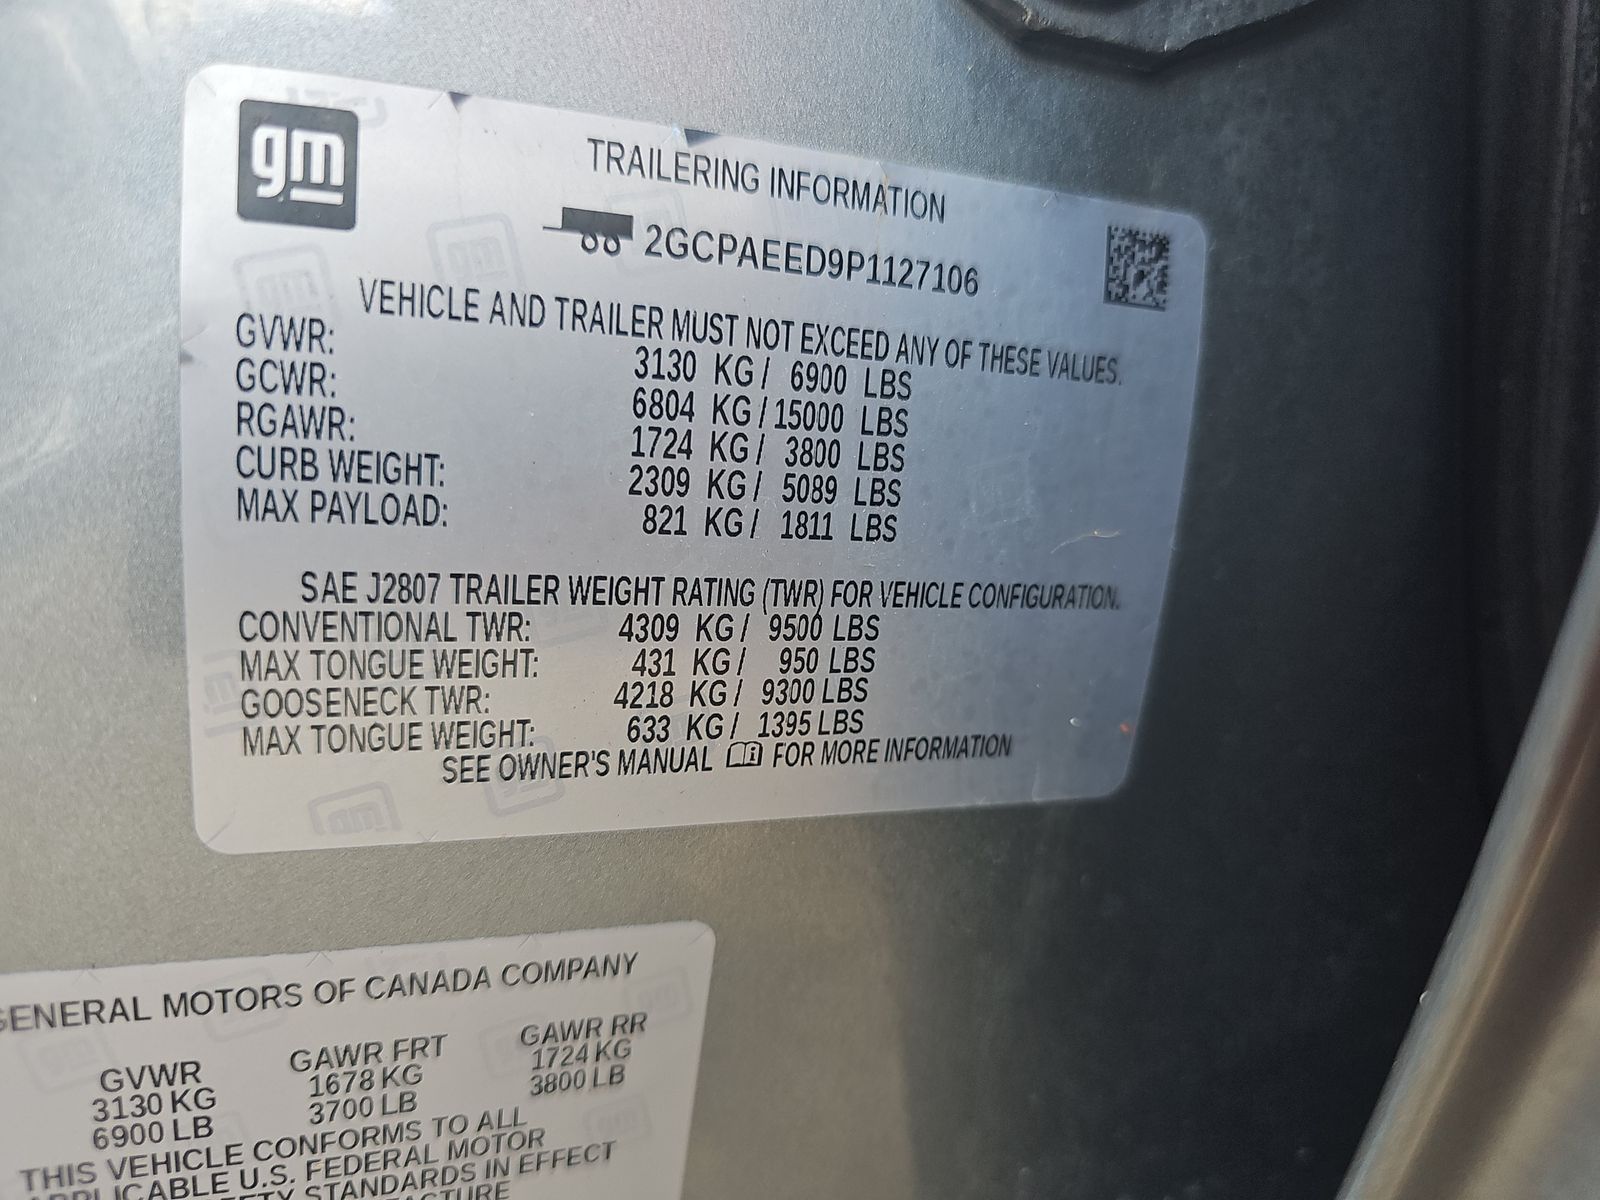 gm
TRAILERING INFORMATION
2GCPAEED9P1127106
VEHICLE AND TRAILER MUST NOT EXCEED ANY OF THESE VALUES.
GVWR: 3130 KG / 6900 LBS
GCWR: 6804 KG / 15000 LBS
RGAWR: 1724 KG / 3800 LBS
CURB WEIGHT: 2309 KG / 5089 LBS
MAX PAYLOAD: 821 KG / 1811 LBS
SAE J2807 TRAILER WEIGHT RATING (TWR) FOR VEHICLE CONFIGURATION.
CONVENTIONAL TWR: 4309 KG / 9500 LBS
MAX TONGUE WEIGHT: 431 KG / 950 LBS
GOOSENECK TWR: 4218 KG / 9300 LBS
MAX TONGUE WEIGHT: 633 KG / 1395 LBS
SEE OWNER'S MANUAL FOR MORE INFORMATION
GENERAL MOTORS OF CANADA COMPANY
GVWR GAWR FRT GAWR RR
3130 KG 1678 KG 1724 KG
6900 LB 3700 LB 3800 LB
THIS VEHICLE CONFORMS TO ALL
APPLICABLE U.S. FEDERAL MOTOR
STANDARDS IN EFFECT